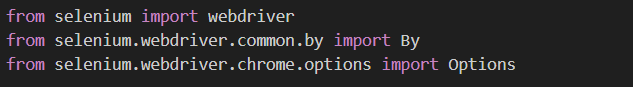 from selenium import webdriver
from selenium.webdriver.common.by import By
from selenium.webdriver.chrome.options import Options